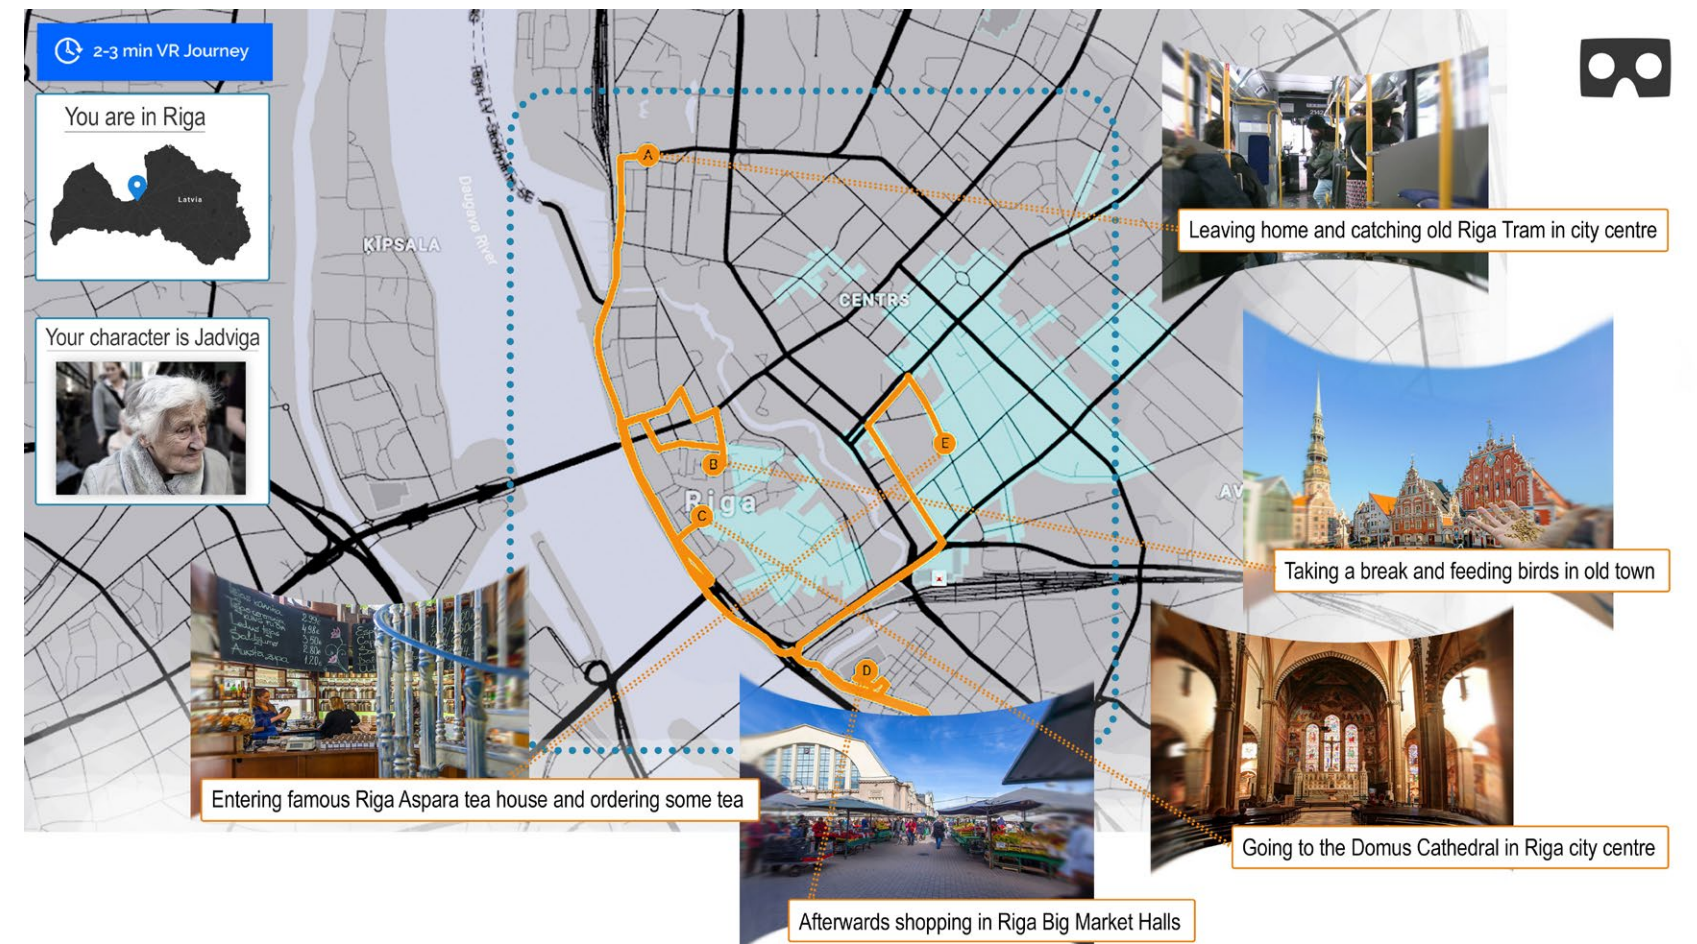 2-3 min VR Journey
You are in Riga
Latvia
Your character is Jadviga
Daugava River
ĶĪPSALA
CENTRS
Riga
AV
A
B
C
D
E
Leaving home and catching old Riga Tram in city centre
Taking a break and feeding birds in old town
Going to the Domus Cathedral in Riga city centre
Afterwards shopping in Riga Big Market Halls
Entering famous Riga Aspara tea house and ordering some tea